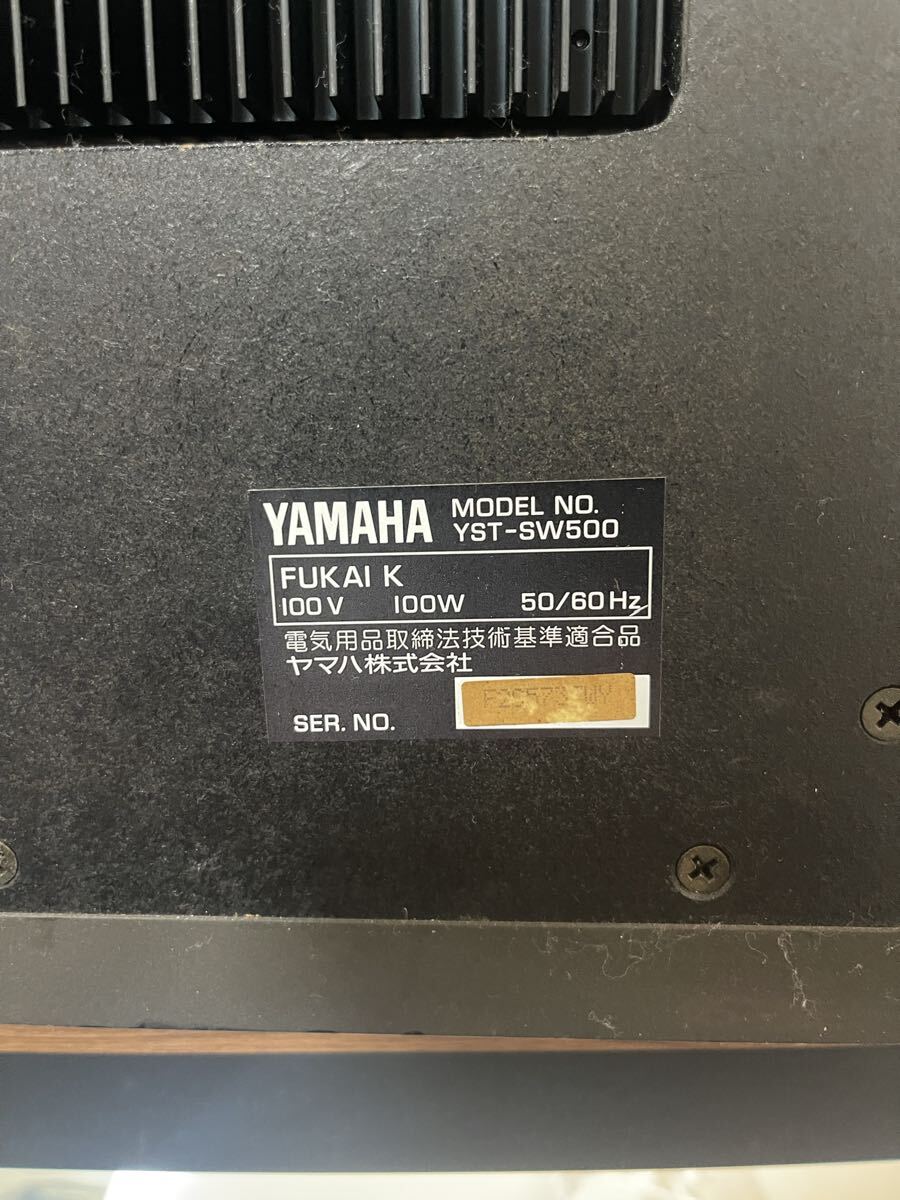 YAMAHA MODEL NO.
YST-SW500
FUKAI K
100V 100W 50/60Hz
電気用品取締法技術基準適合品
ヤマハ株式会社
SER. NO.